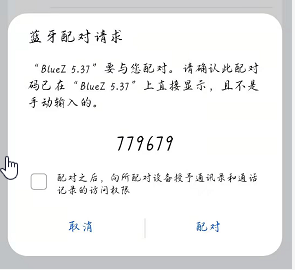 蓝牙配对请求
“BlueZ 5.37”要与您配对。请确认此配对
码已在“BlueZ 5.37”上直接显示，且不是
手动输入的。
779679
配对之后，向所配对设备授予通讯录和通话
记录的访问权限
取消
配对